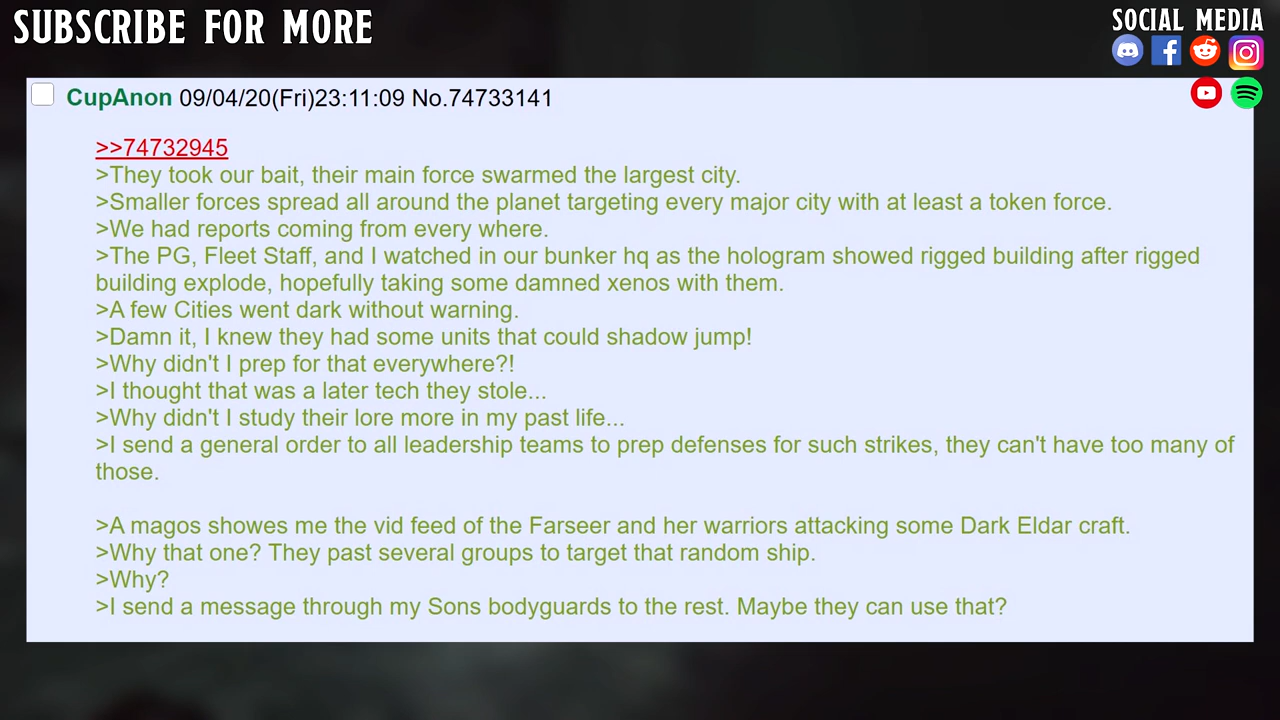 SUBSCRIBE FOR MORE
SOCIAL MEDIA
CupAnon 09/04/20(Fri)23:11:09 No.74733141
>>74732945
>They took our bait, their main force swarmed the largest city.
>Smaller forces spread all around the planet targeting every major city with at least a token force.
>We had reports coming from every where.
>The PG, Fleet Staff, and I watched in our bunker hq as the hologram showed rigged building after rigged
building explode, hopefully taking some damned xenos with them.
>A few Cities went dark without warning.
>Damn it, I knew they had some units that could shadow jump!
>Why didn't I prep for that everywhere?!
>I thought that was a later tech they stole...
>Why didn't I study their lore more in my past life...
>I send a general order to all leadership teams to prep defenses for such strikes, they can't have too many of
those.
>A magos showes me the vid feed of the Farseer and her warriors attacking some Dark Eldar craft.
>Why that one? They past several groups to target that random ship.
>Why?
>I send a message through my Sons bodyguards to the rest. Maybe they can use that?